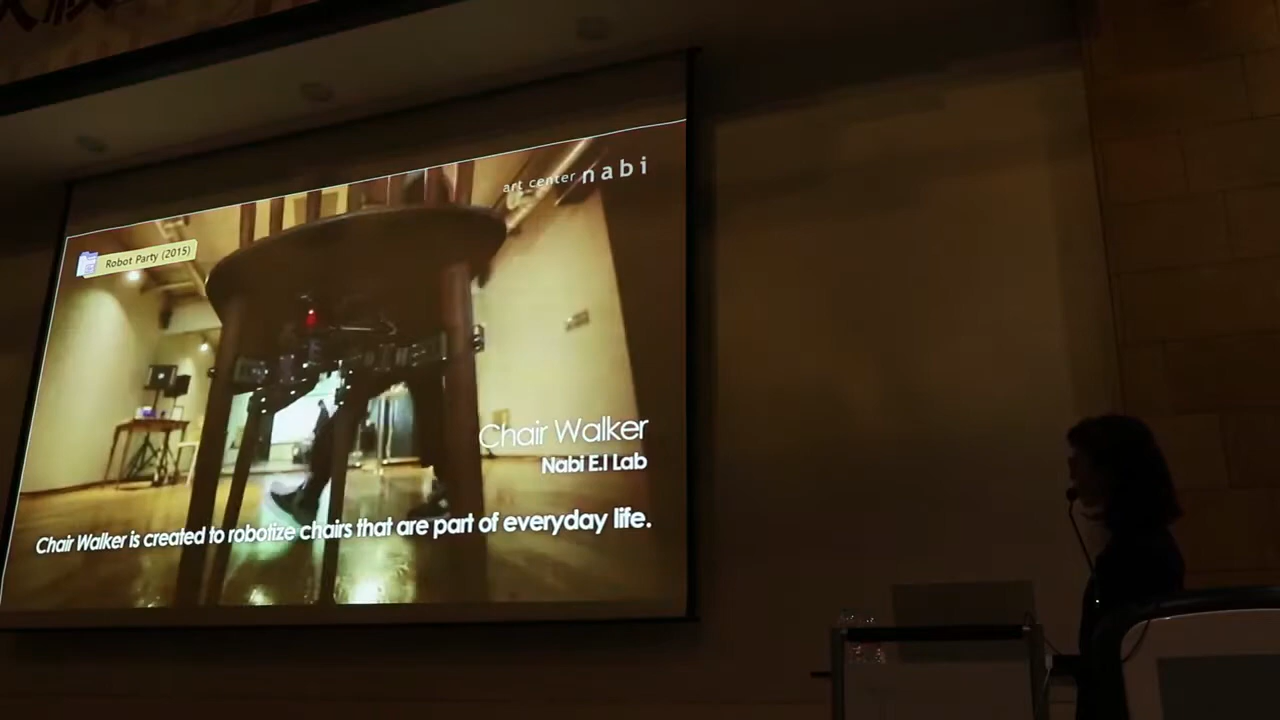 art center nabi
Robot Party (2015)
Chair Walker
Nabi E.I Lab
Chair Walker is created to robotize chairs that are part of everyday life.